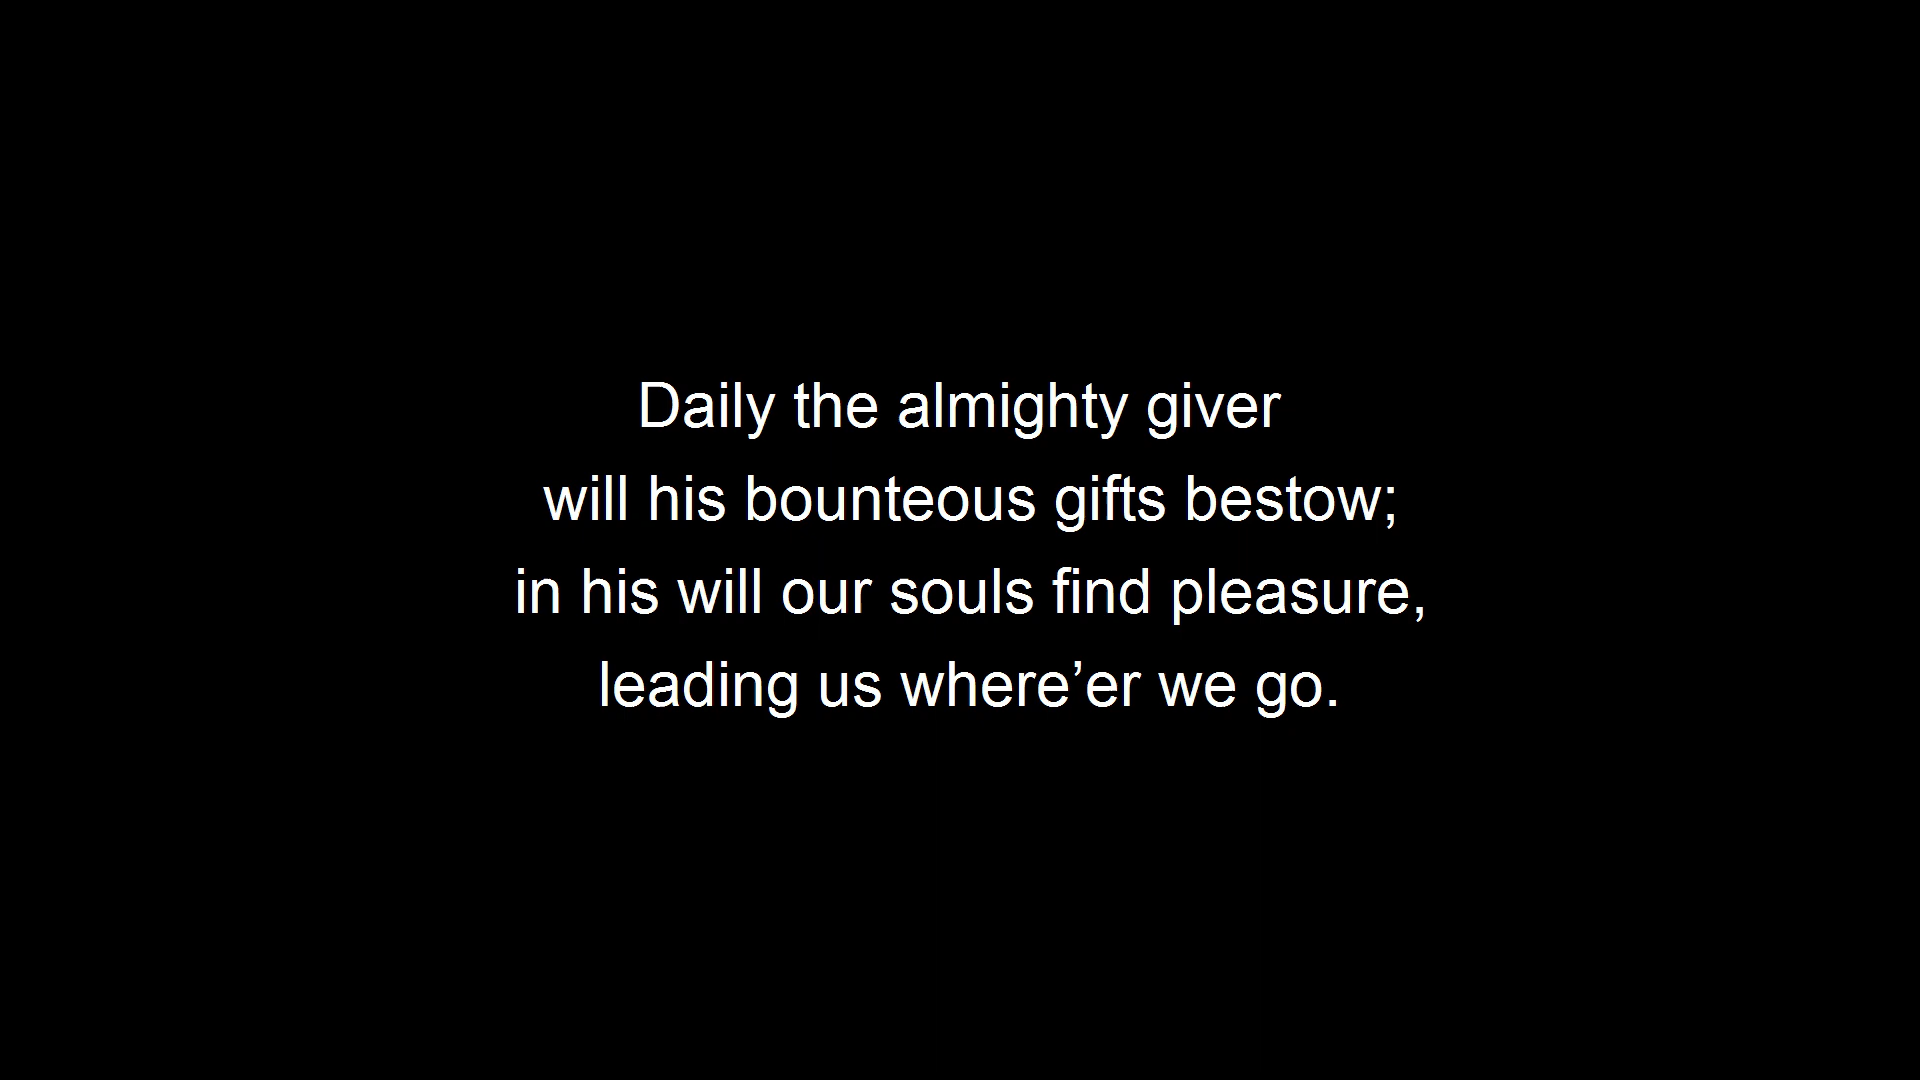 Daily the almighty giver
will his bounteous gifts bestow;
in his will our souls find pleasure,
leading us where’er we go.